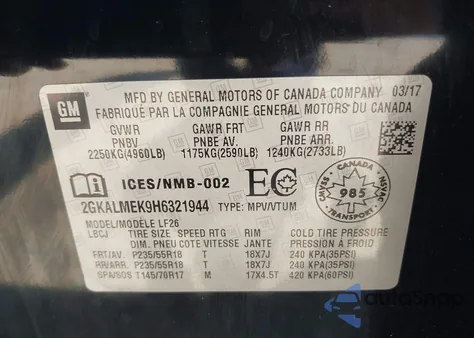 GM
MFD BY GENERAL MOTORS OF CANADA COMPANY 03/17
FABRIQUÉ PAR LA COMPAGNIE GENERAL MOTORS DU CANADA
GVWR GAWR FRT GAWR RR
PNBV PNBE AV. PNBE ARR.
2250KG(4960LB) 1175KG(2590LB) 1240KG(2733LB)
ICES/NMB-002 EC
2GKALMEK9H6321944 TYPE: MPV/VTUM
CANADA
CMVSS 985 NSVAC
TRANSPORT
MODEL/MODÈLE LF26
LBCJ TIRE SIZE SPEED RTG RIM COLD TIRE PRESSURE
DIM. PNEU COTE VITESSE JANTE PRESSION PNEUS À FROID
FRT/AV. P235/55R18 T 18X7J 240 KPA(35PSI)
RR/ARR. P235/55R18 T 18X7J 240 KPA(35PSI)
SPA/SOS T145/70R17 M 17X4.5T 420 KPA(60PSI)
AutoSnap